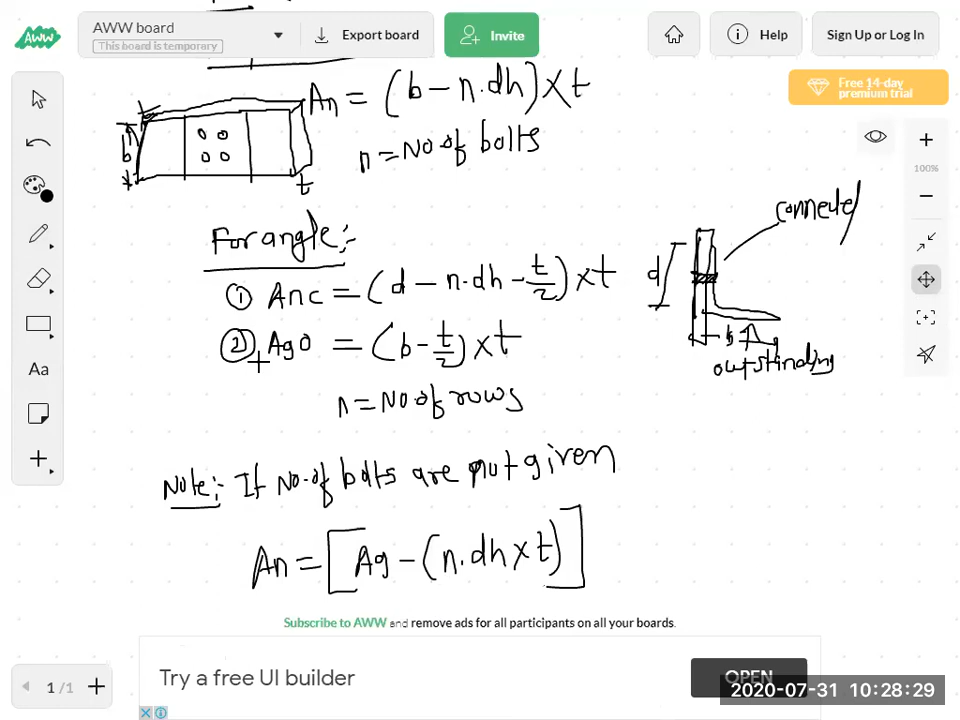 AWW
AWW board
This board is temporary
Export board
Invite
Help
Sign Up or Log In
Free 14-day
premium trial
An = (b - n.dh) x t
n = No of bolts
b
t
t
100%
For angle:-
① Anc = (d - n.dh - t/2) x t
② Ago = (b - t/2) x t
n = No. of rows
connected
d
b
outstanding
Aa
Note:- If No. of bolts are not given
An = [Ag - (n.dh x t)]
Subscribe to AWW and remove ads for all participants on all your boards.
1 /1
Try a free UI builder
OPEN
2020-07-31 10:28:29